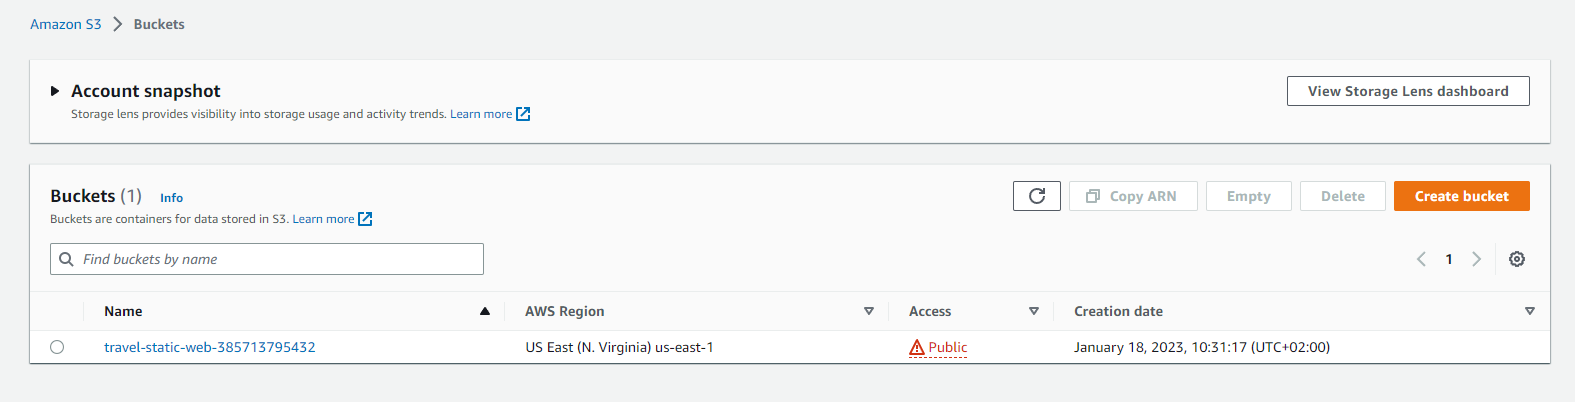 Amazon S3 > Buckets
Account snapshot
View Storage Lens dashboard
Storage lens provides visibility into storage usage and activity trends. Learn more
Buckets (1) Info
Copy ARN Empty Delete Create bucket
Buckets are containers for data stored in S3. Learn more
Find buckets by name
1
Name AWS Region Access Creation date
travel-static-web-385713795432 US East (N. Virginia) us-east-1 Public January 18, 2023, 10:31:17 (UTC+02:00)